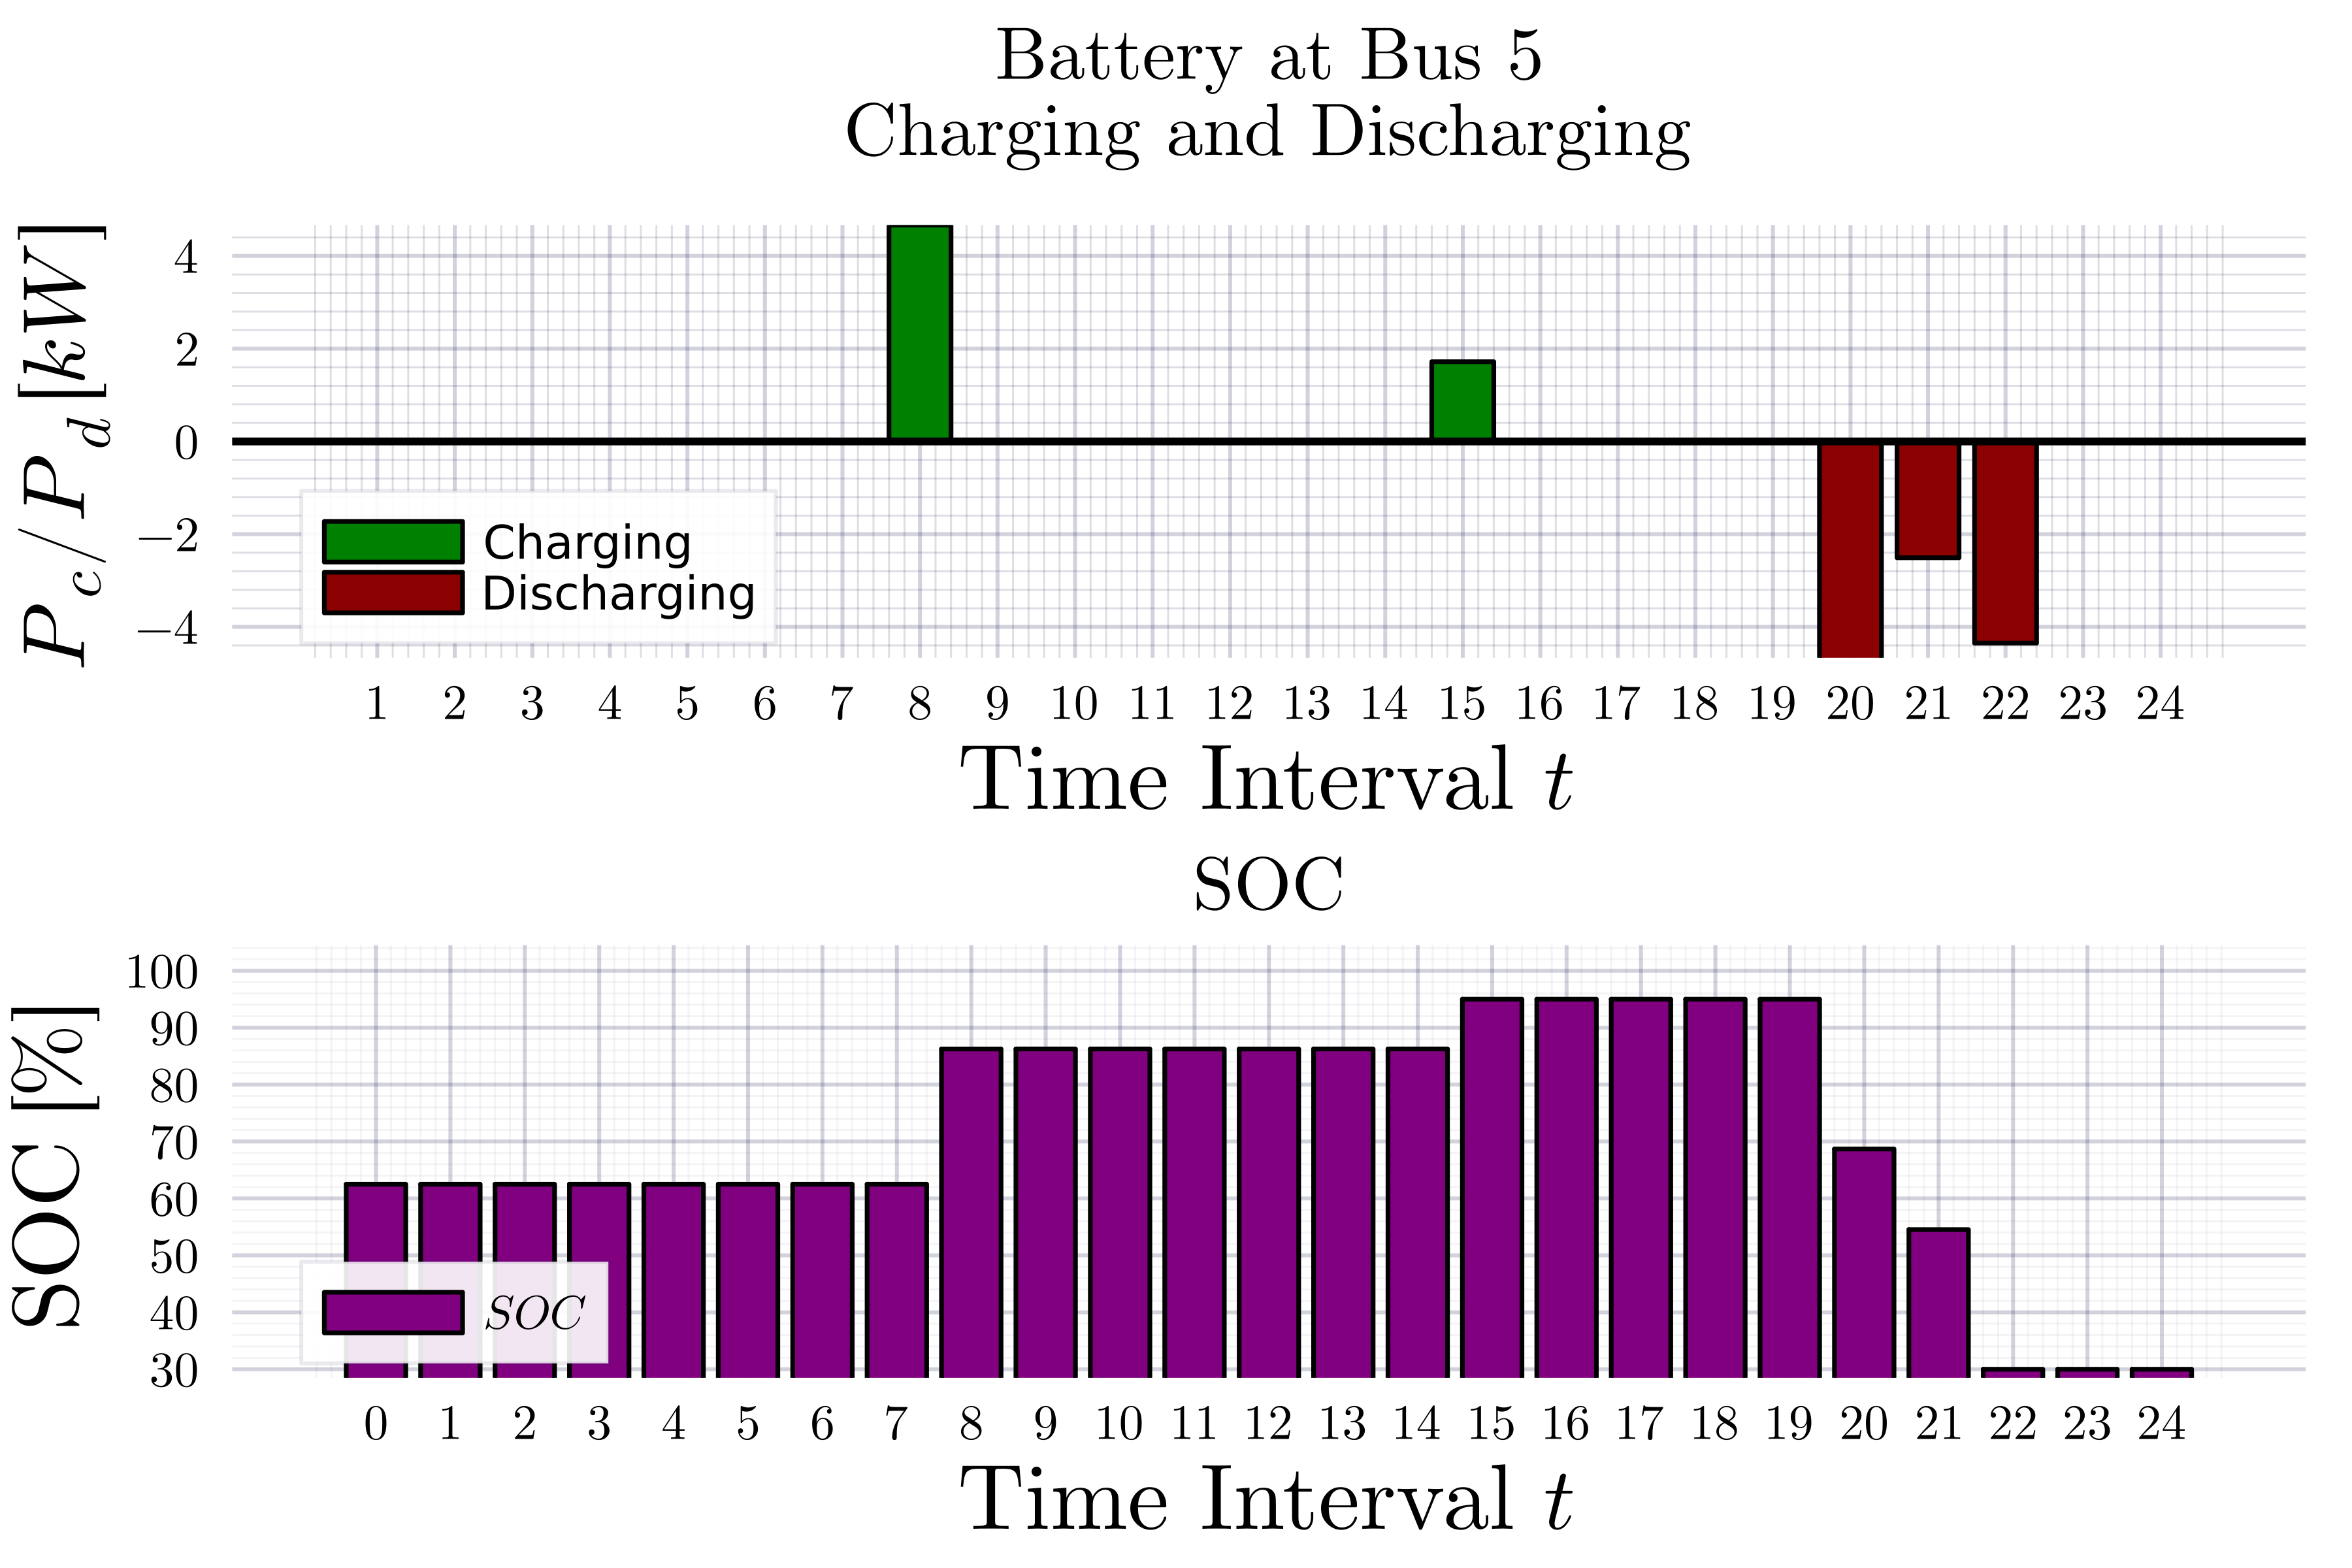 Battery at Bus 5
Charging and Discharging
P_c/P_d [kW]
4
2
0
−2
−4
Charging
Discharging
1 2 3 4 5 6 7 8 9 10 11 12 13 14 15 16 17 18 19 20 21 22 23 24
Time Interval t
SOC
SOC [%]
100
90
80
70
60
50
40
30
SOC
0 1 2 3 4 5 6 7 8 9 10 11 12 13 14 15 16 17 18 19 20 21 22 23 24
Time Interval t